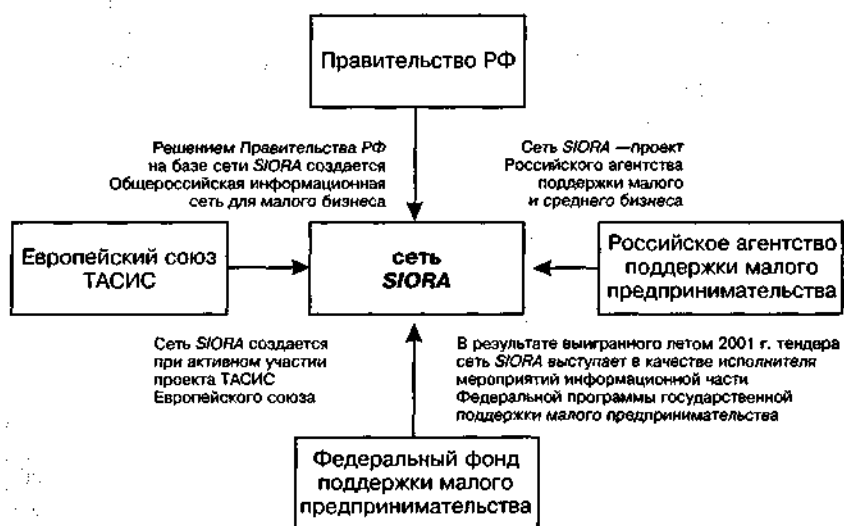 Правительство РФ
Решением Правительства РФ
на базе сети SIORA создается
Общероссийская информационная
сеть для малого бизнеса
Сеть SIORA —проект
Российского агентства
поддержки малого
и среднего бизнеса
Европейский союз
ТАСИС
сеть
SIORA
Российское агентство
поддержки малого
предпринимательства
Сеть SIORA создается
при активном участии
проекта ТАСИС
Европейского союза
В результате выигранного летом 2001 г. тендера
сеть SIORA выступает в качестве исполнителя
мероприятий информационной части
Федеральной программы государственной
поддержки малого предпринимательства
Федеральный фонд
поддержки малого
предпринимательства